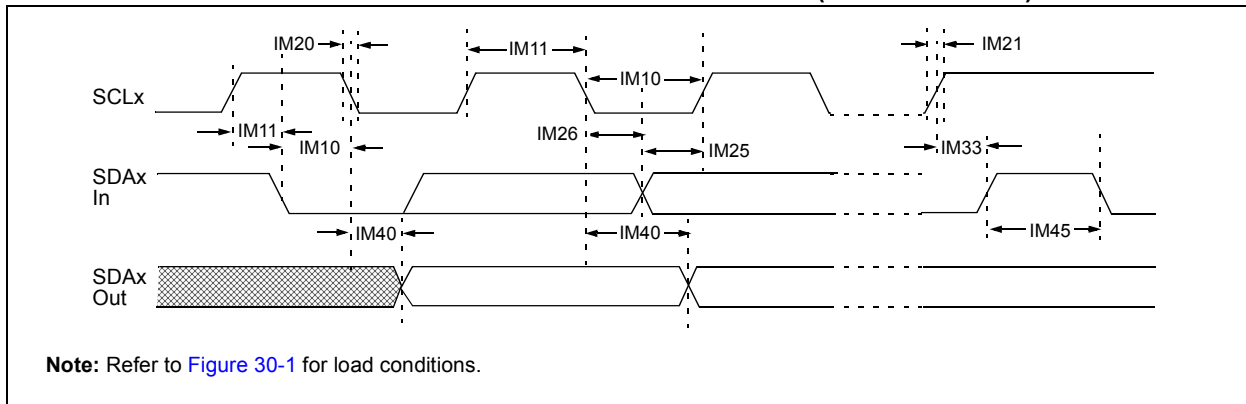 IM20
IM11
IM21
SCLx
IM10
IM11
IM10
IM26
IM25
IM33
SDAx
In
IM40
IM40
IM45
SDAx
Out
Note: Refer to Figure 30-1 for load conditions.